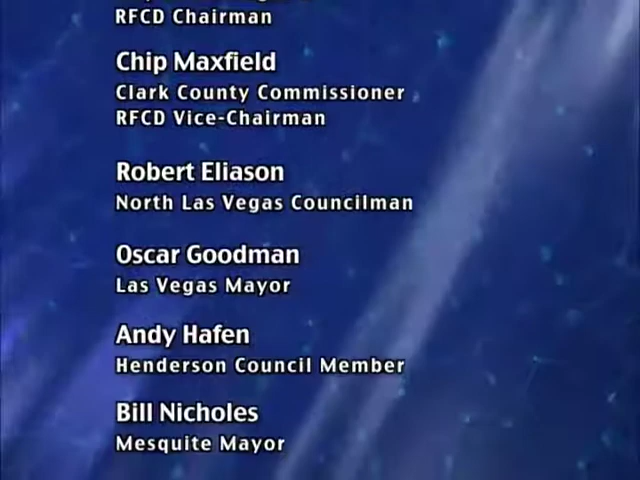 RFCD Chairman
Chip Maxfield
Clark County Commissioner
RFCD Vice-Chairman
Robert Eliason
North Las Vegas Councilman
Oscar Goodman
Las Vegas Mayor
Andy Hafen
Henderson Council Member
Bill Nicholes
Mesquite Mayor